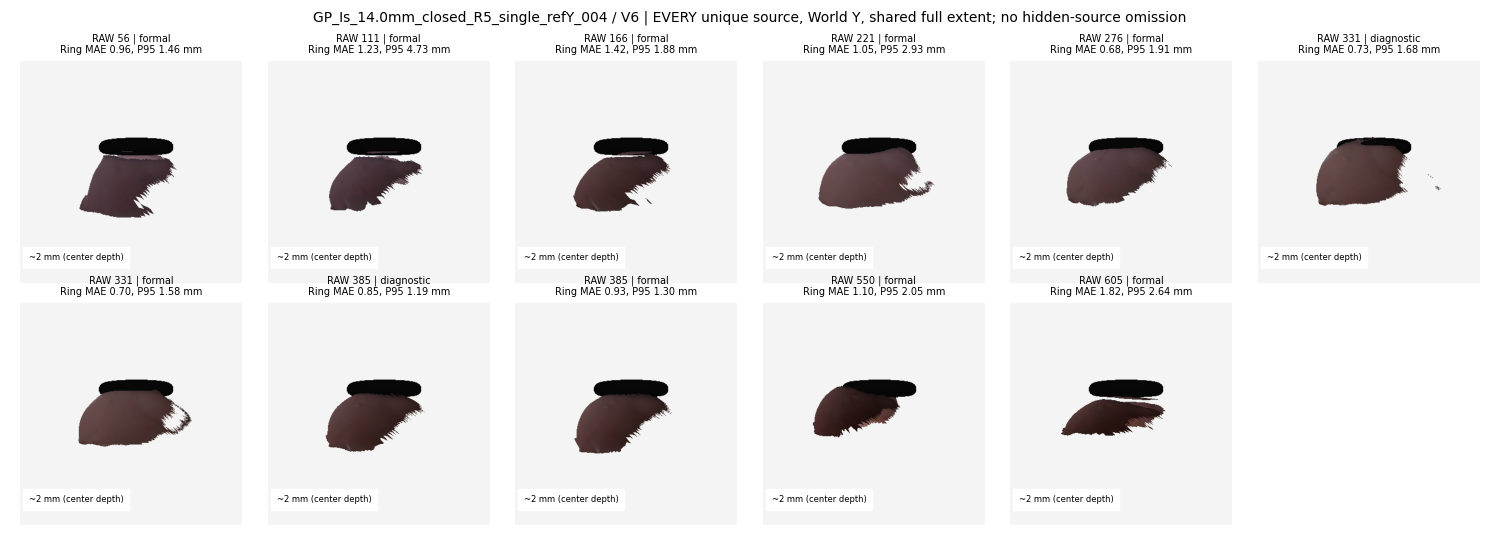 GP_Is_14.0mm_closed_R5_single_refY_004 / V6 | EVERY unique source, World Y, shared full extent; no hidden-source omission
RAW 56 | formal
Ring MAE 0.96, P95 1.46 mm
RAW 111 | formal
Ring MAE 1.23, P95 4.73 mm
RAW 166 | formal
Ring MAE 1.42, P95 1.88 mm
RAW 221 | formal
Ring MAE 1.05, P95 2.93 mm
RAW 276 | formal
Ring MAE 0.68, P95 1.91 mm
RAW 331 | diagnostic
Ring MAE 0.73, P95 1.68 mm
~2 mm (center depth)
~2 mm (center depth)
~2 mm (center depth)
~2 mm (center depth)
~2 mm (center depth)
~2 mm (center depth)
RAW 331 | formal
Ring MAE 0.70, P95 1.58 mm
RAW 385 | diagnostic
Ring MAE 0.85, P95 1.19 mm
RAW 385 | formal
Ring MAE 0.93, P95 1.30 mm
RAW 550 | formal
Ring MAE 1.10, P95 2.05 mm
RAW 605 | formal
Ring MAE 1.82, P95 2.64 mm
~2 mm (center depth)
~2 mm (center depth)
~2 mm (center depth)
~2 mm (center depth)
~2 mm (center depth)